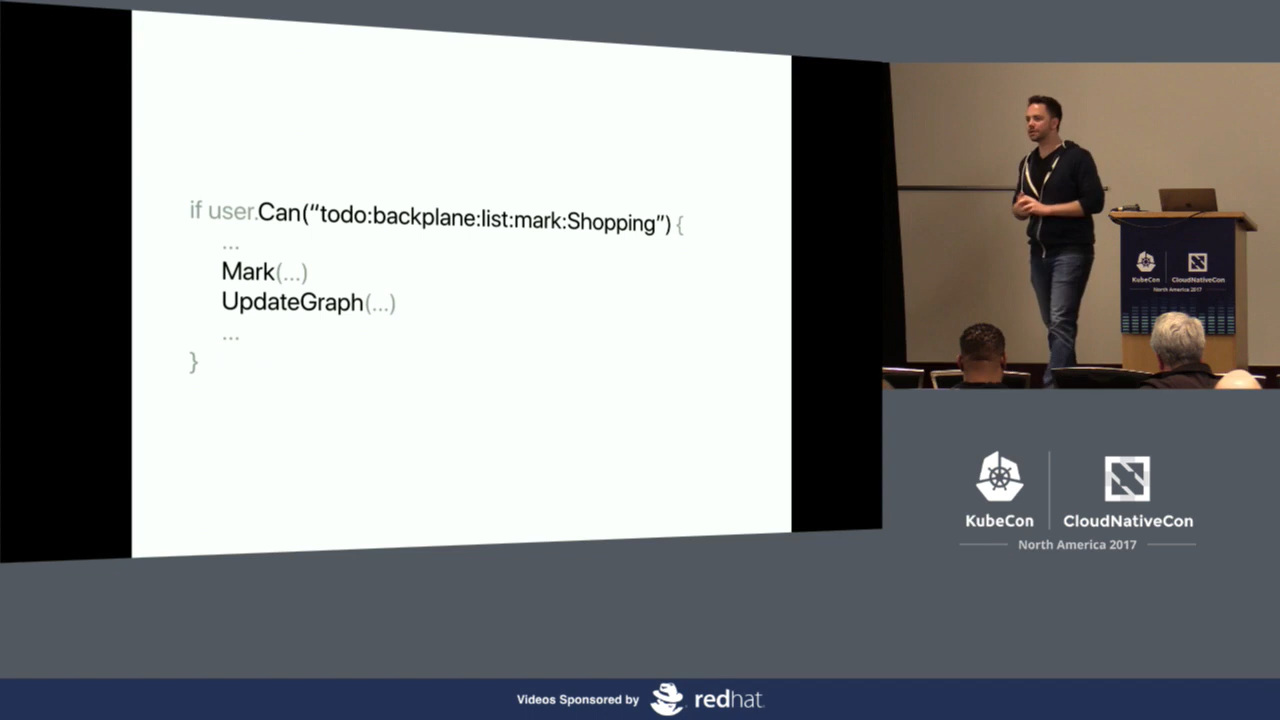 if user.Can(“todo:backplane:list:mark:Shopping”) {
...
Mark(...)
UpdateGraph(...)
...
}
KubeCon
CloudNativeCon
North America 2017
KubeCon
CloudNativeCon
North America 2017
Videos Sponsored by
redhat.